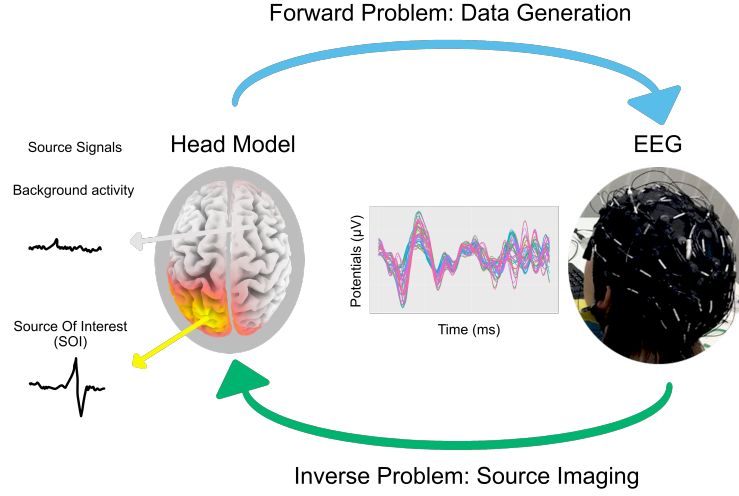 Forward Problem: Data Generation
Source Signals
Head Model
EEG
Background activity
Potentials (µV)
Source Of Interest
(SOI)
Time (ms)
Inverse Problem: Source Imaging